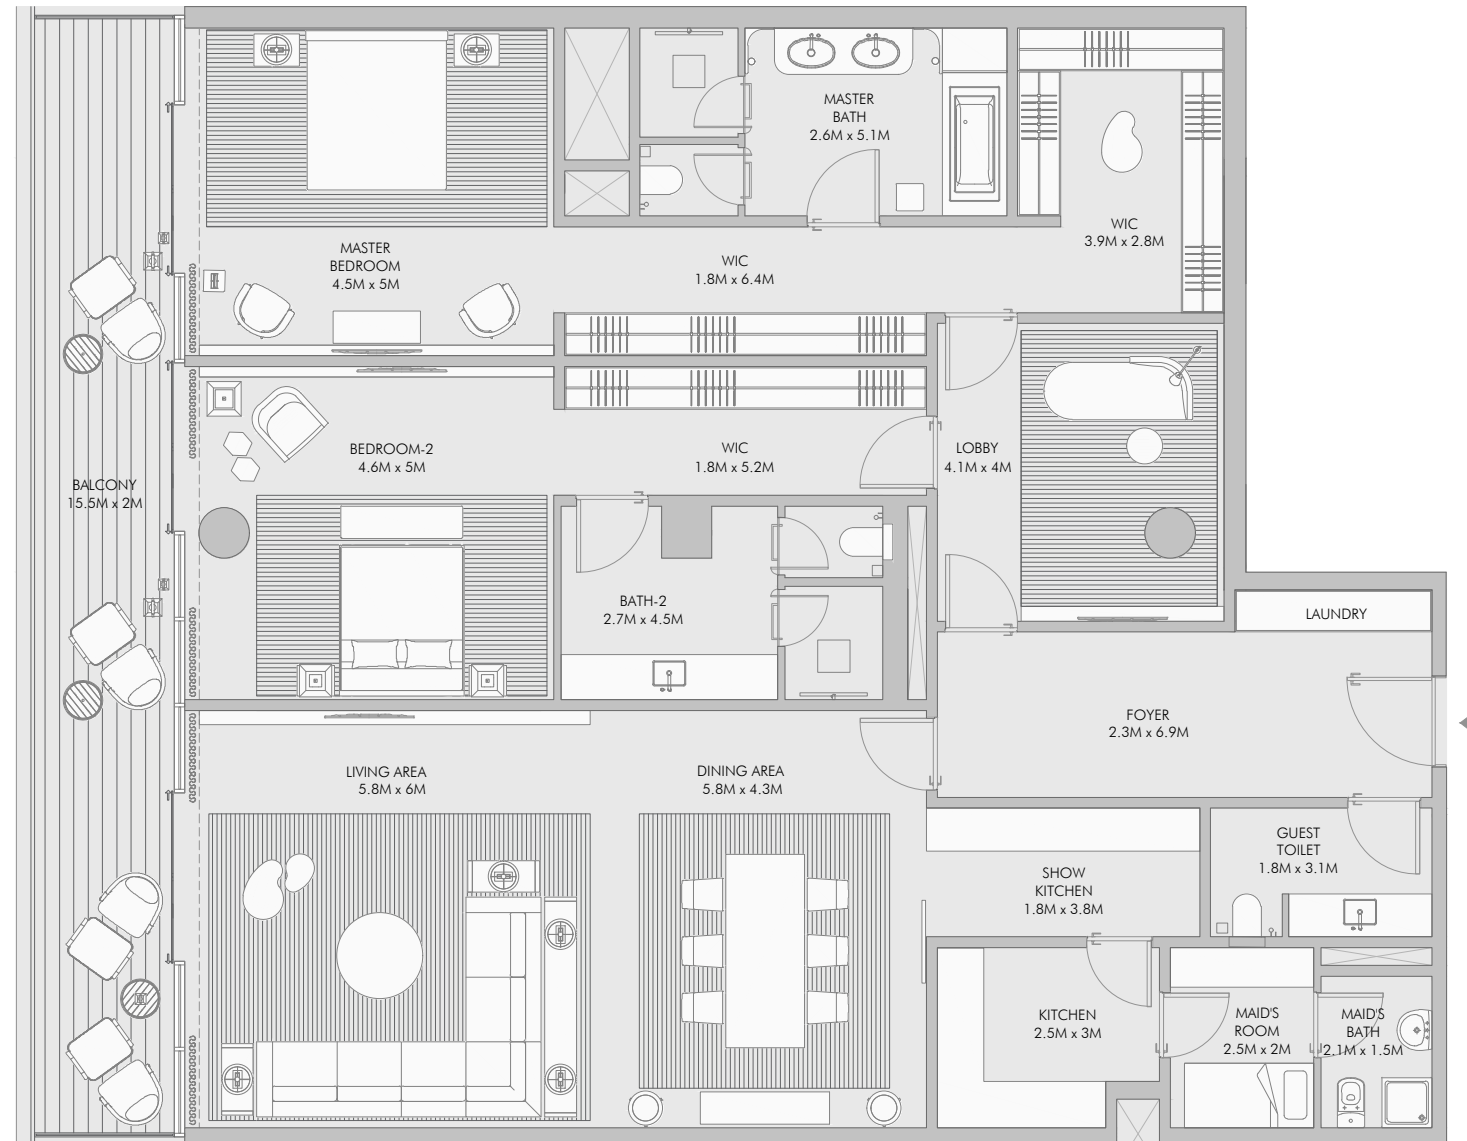 MASTER
BATH
2.6M x 5.1M
WIC
3.9M x 2.8M
MASTER
BEDROOM
4.5M x 5M
WIC
1.8M x 6.4M
BEDROOM-2
4.6M x 5M
WIC
1.8M x 5.2M
LOBBY
4.1M x 4M
BALCONY
15.5M x 2M
BATH-2
2.7M x 4.5M
LAUNDRY
FOYER
2.3M x 6.9M
LIVING AREA
5.8M x 6M
DINING AREA
5.8M x 4.3M
GUEST
TOILET
1.8M x 3.1M
SHOW
KITCHEN
1.8M x 3.8M
KITCHEN
2.5M x 3M
MAID'S
ROOM
2.5M x 2M
MAID'S
BATH
2.1M x 1.5M